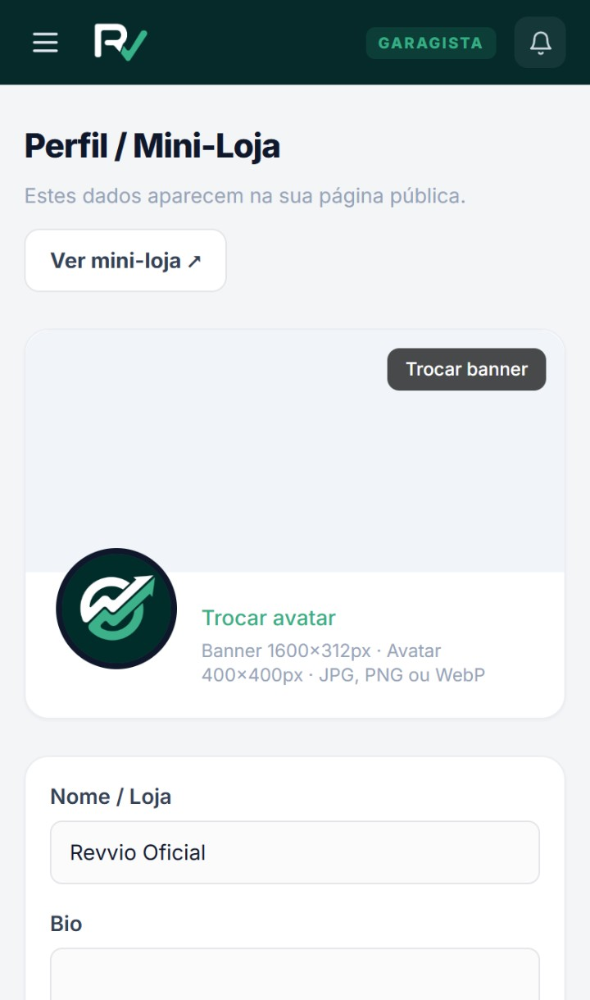 RV
GARAGISTA
Perfil / Mini-Loja
Estes dados aparecem na sua página pública.
Ver mini-loja ↗
Trocar banner
Trocar avatar
Banner 1600×312px · Avatar
400×400px · JPG, PNG ou WebP
Nome / Loja
Revvio Oficial
Bio